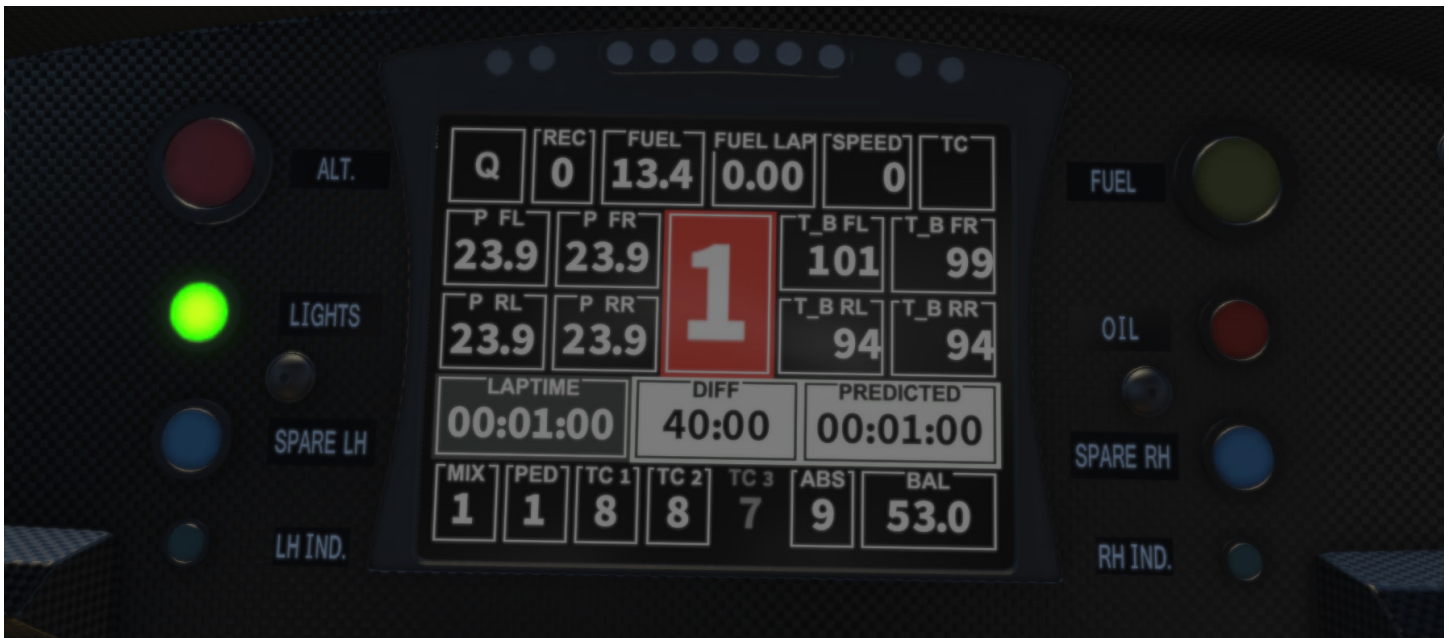 ALT.
LIGHTS
SPARE LH
LH IND.
Q
REC
0
FUEL
13.4
FUEL LAP
0.00
SPEED
0
TC
P FL
23.9
P FR
23.9
1
T_B FL
101
T_B FR
99
P RL
23.9
P RR
23.9
T_B RL
94
T_B RR
94
LAPTIME
00:01:00
DIFF
40:00
PREDICTED
00:01:00
MIX
1
PED
1
TC 1
8
TC 2
8
TC 3
7
ABS
9
BAL
53.0
FUEL
OIL
SPARE RH
RH IND.